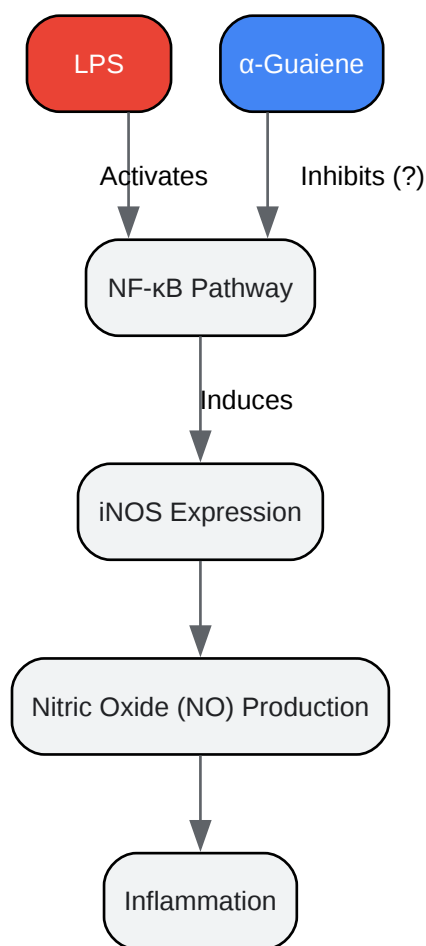 LPS
α-Guaiene
Activates
Inhibits (?)
NF-κB Pathway
Induces
iNOS Expression
Nitric Oxide (NO) Production
Inflammation